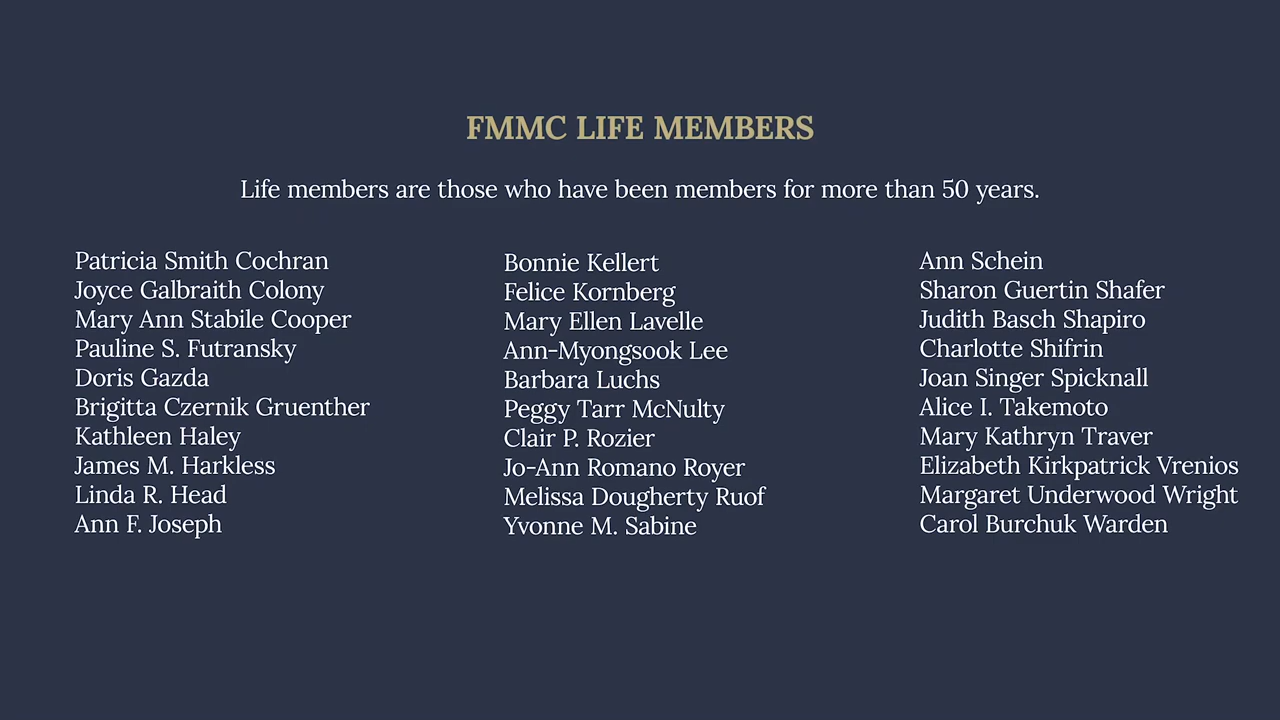 FMMC LIFE MEMBERS
Life members are those who have been members for more than 50 years.
Patricia Smith Cochran
Joyce Galbraith Colony
Mary Ann Stabile Cooper
Pauline S. Futransky
Doris Gazda
Brigitta Czernik Gruenther
Kathleen Haley
James M. Harkless
Linda R. Head
Ann F. Joseph
Bonnie Kellert
Felice Kornberg
Mary Ellen Lavelle
Ann-Myongsook Lee
Barbara Luchs
Peggy Tarr McNulty
Clair P. Rozier
Jo-Ann Romano Royer
Melissa Dougherty Ruof
Yvonne M. Sabine
Ann Schein
Sharon Guertin Shafer
Judith Basch Shapiro
Charlotte Shifrin
Joan Singer Spicknall
Alice I. Takemoto
Mary Kathryn Traver
Elizabeth Kirkpatrick Vrenios
Margaret Underwood Wright
Carol Burchuk Warden